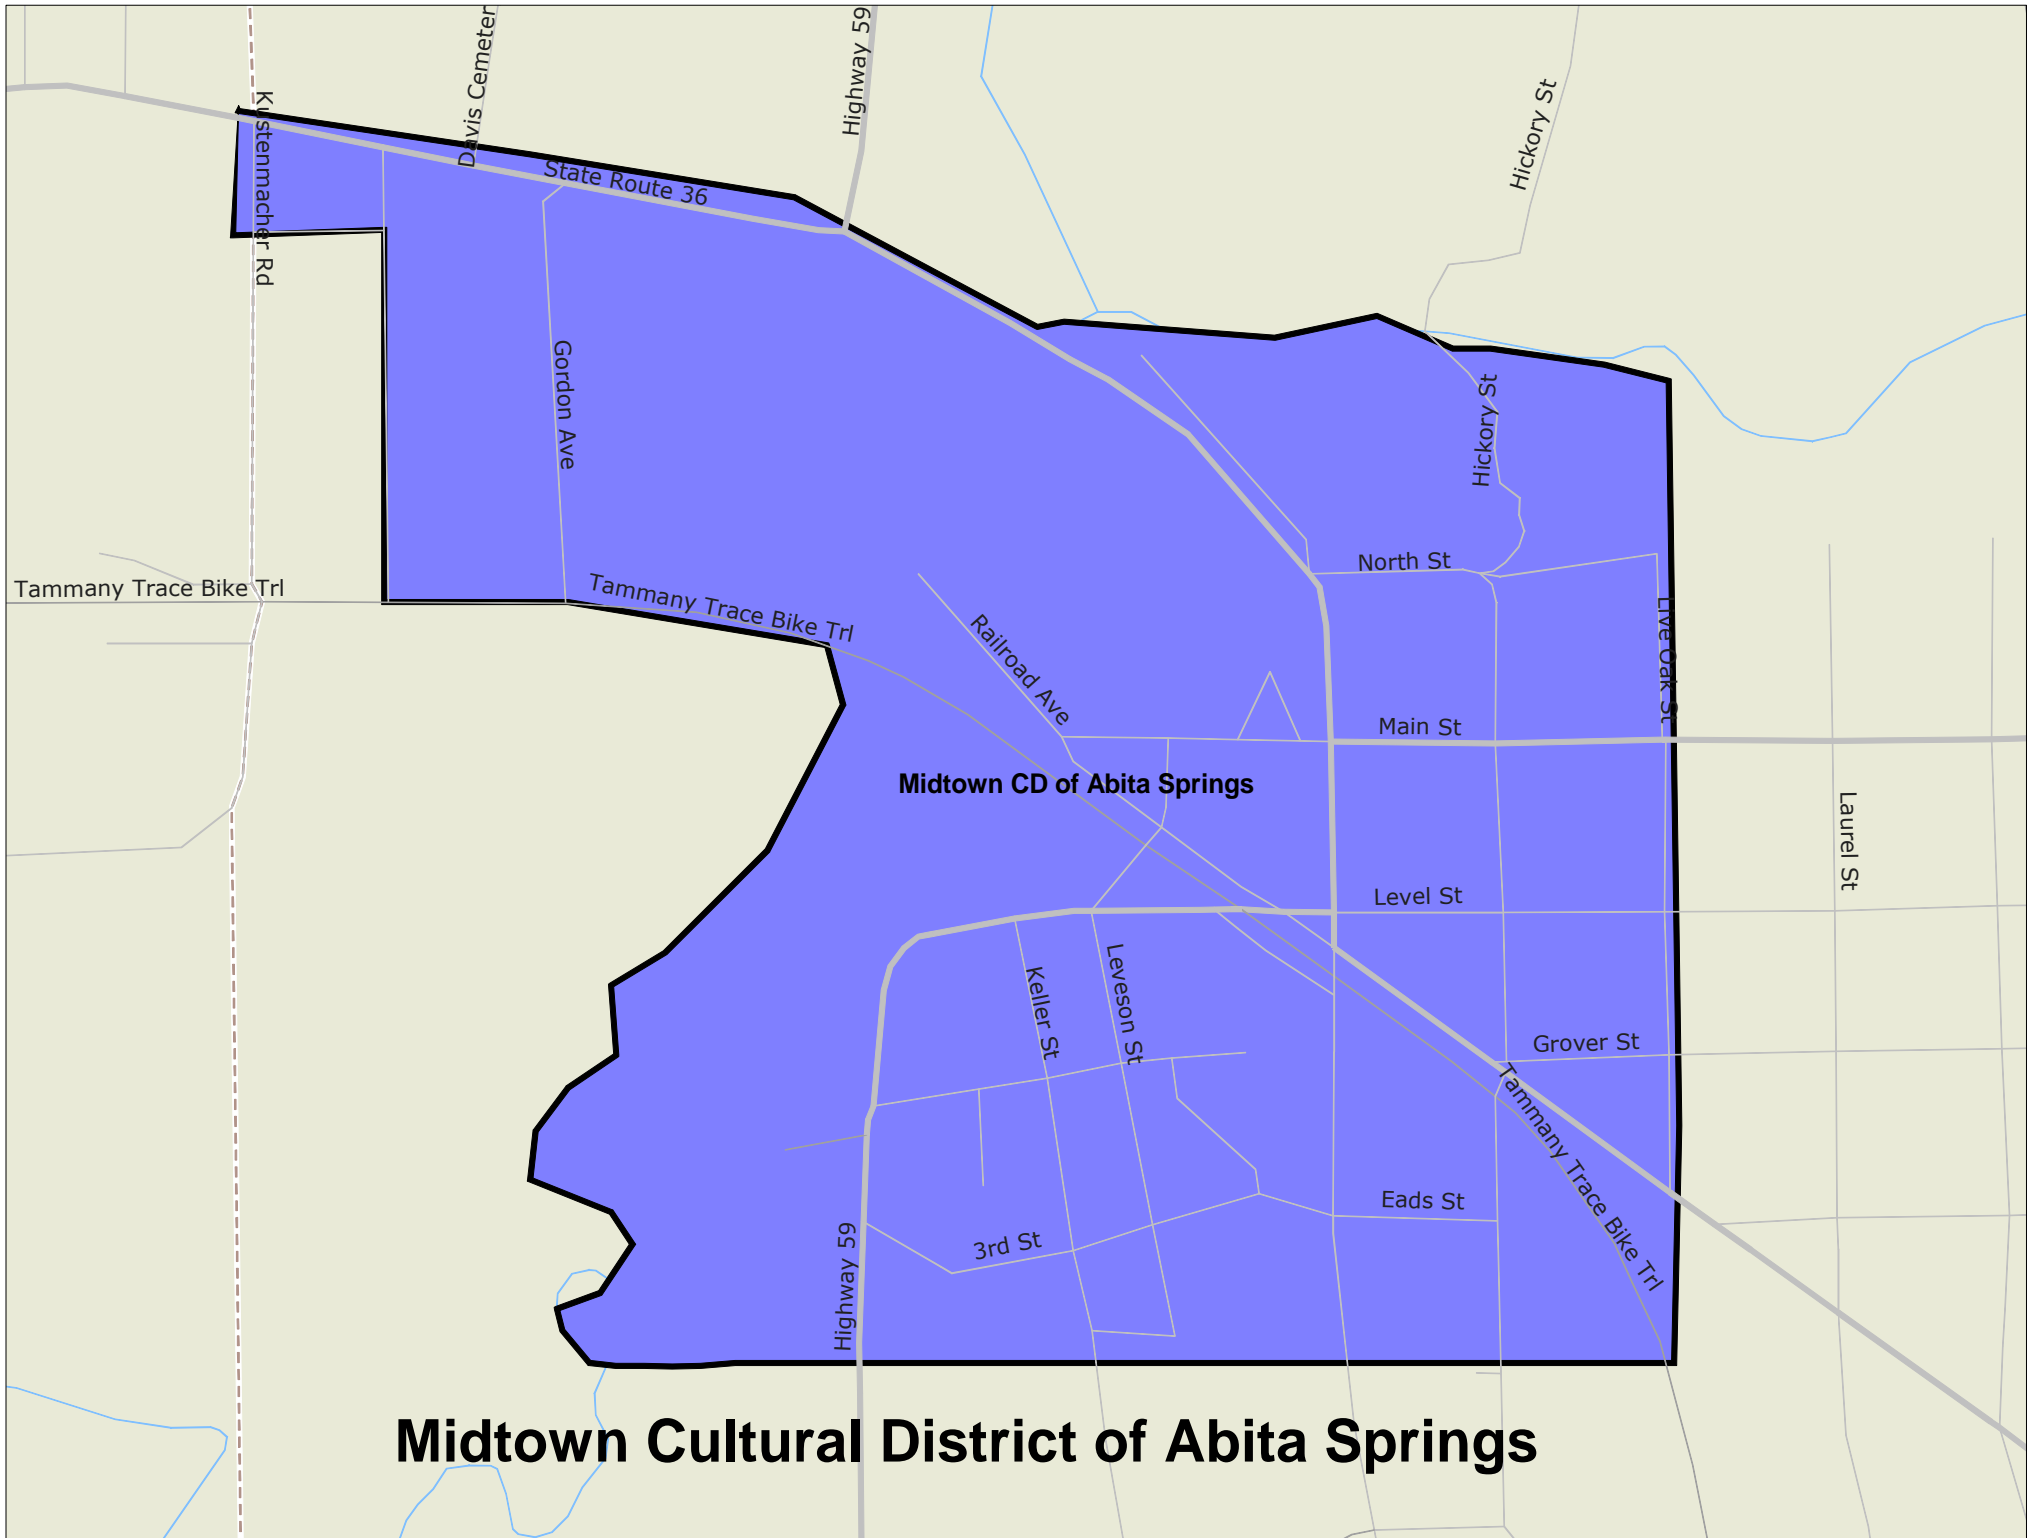 Highway 59
Davis Cemeter
Hickory St
Kustenmacher Rd
State Route 36
Gordon Ave
Hickory St
North St
Tammany Trace Bike Trl
Tammany Trace Bike Trl
Railroad Ave
Live Oak St
Main St
Midtown CD of Abita Springs
Laurel St
Level St
Keller St
Leveson St
Grover St
Tammany Trace Bike Trl
Eads St
3rd St
Highway 59
Midtown Cultural District of Abita Springs